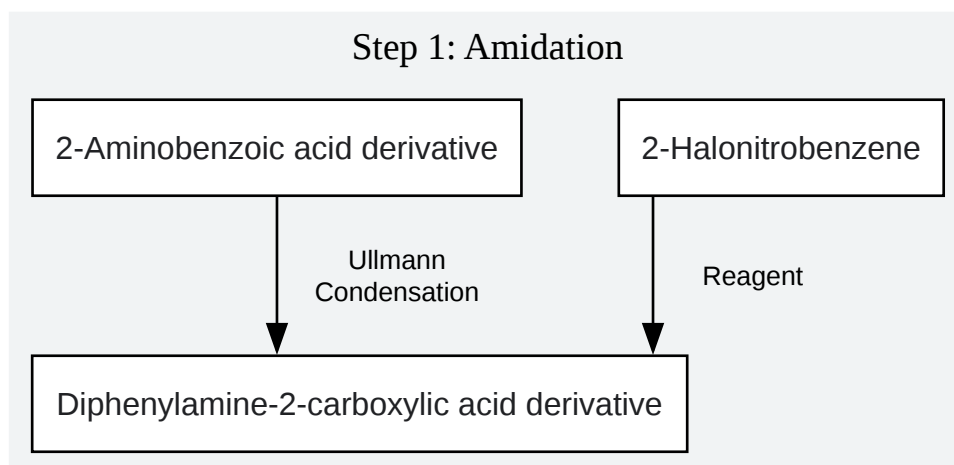 Step 1: Amidation
2-Aminobenzoic acid derivative
2-Halonitrobenzene
Ullmann
Condensation
Reagent
Diphenylamine-2-carboxylic acid derivative